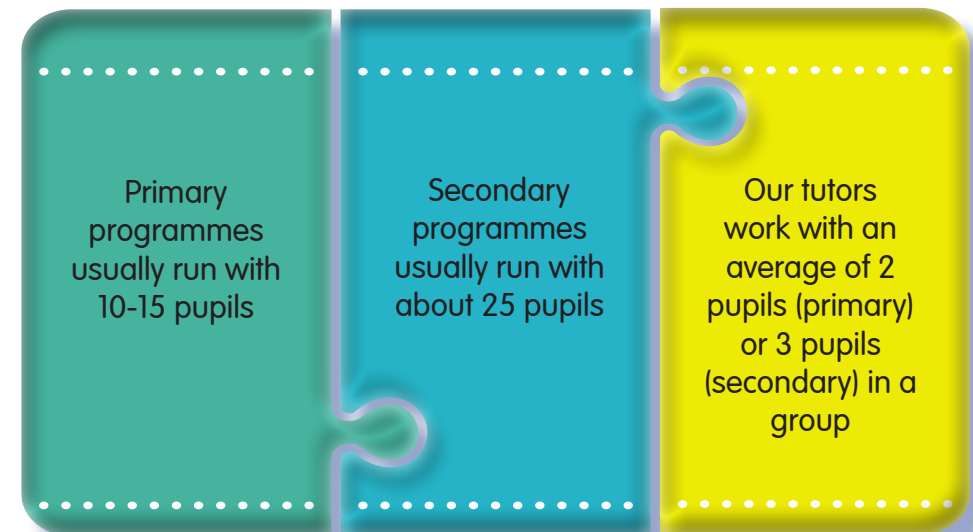 Primary
programmes
usually run with
10-15 pupils
Secondary
programmes
usually run with
about 25 pupils
Our tutors
work with an
average of 2
pupils (primary)
or 3 pupils
(secondary) in a
group